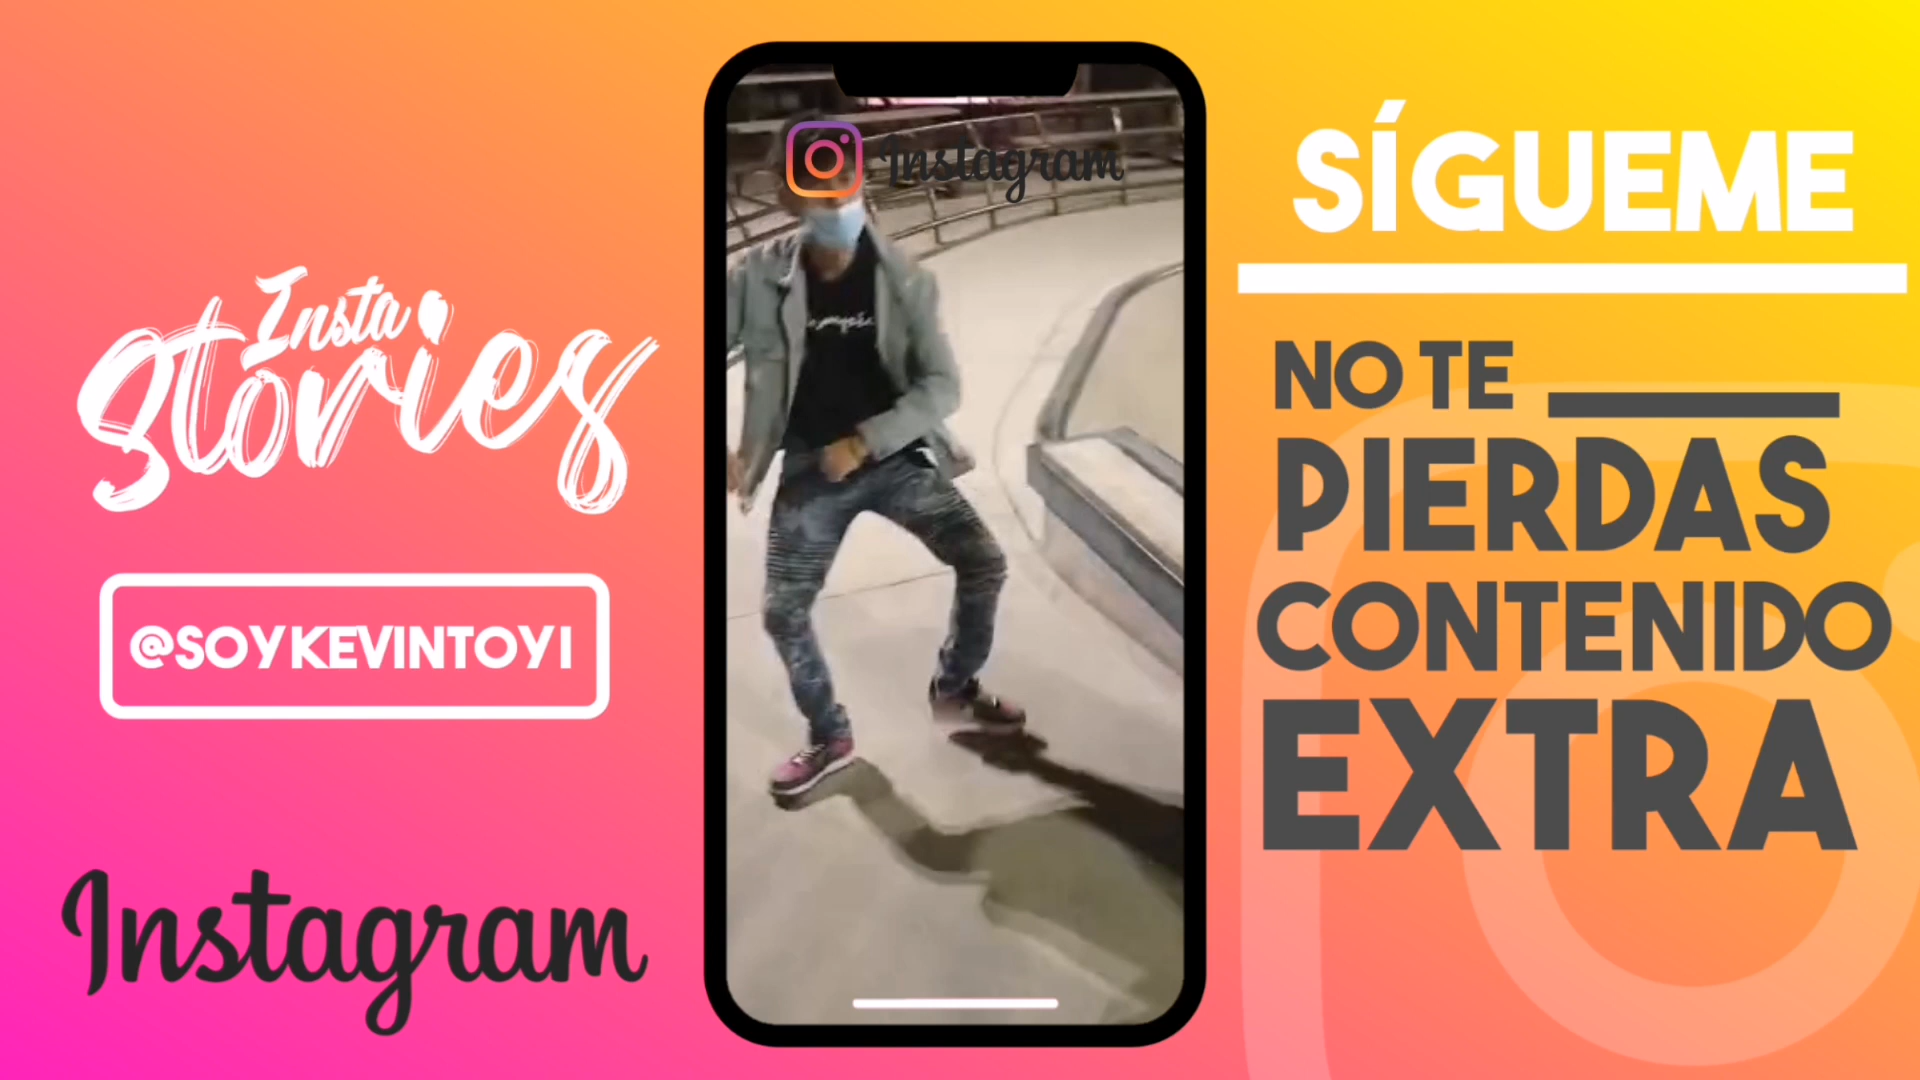 Insta
Stories
@SOYKEVINTOYI
Instagram
Instagram
SÍGUEME
NO TE
PIERDAS
CONTENIDO
EXTRA